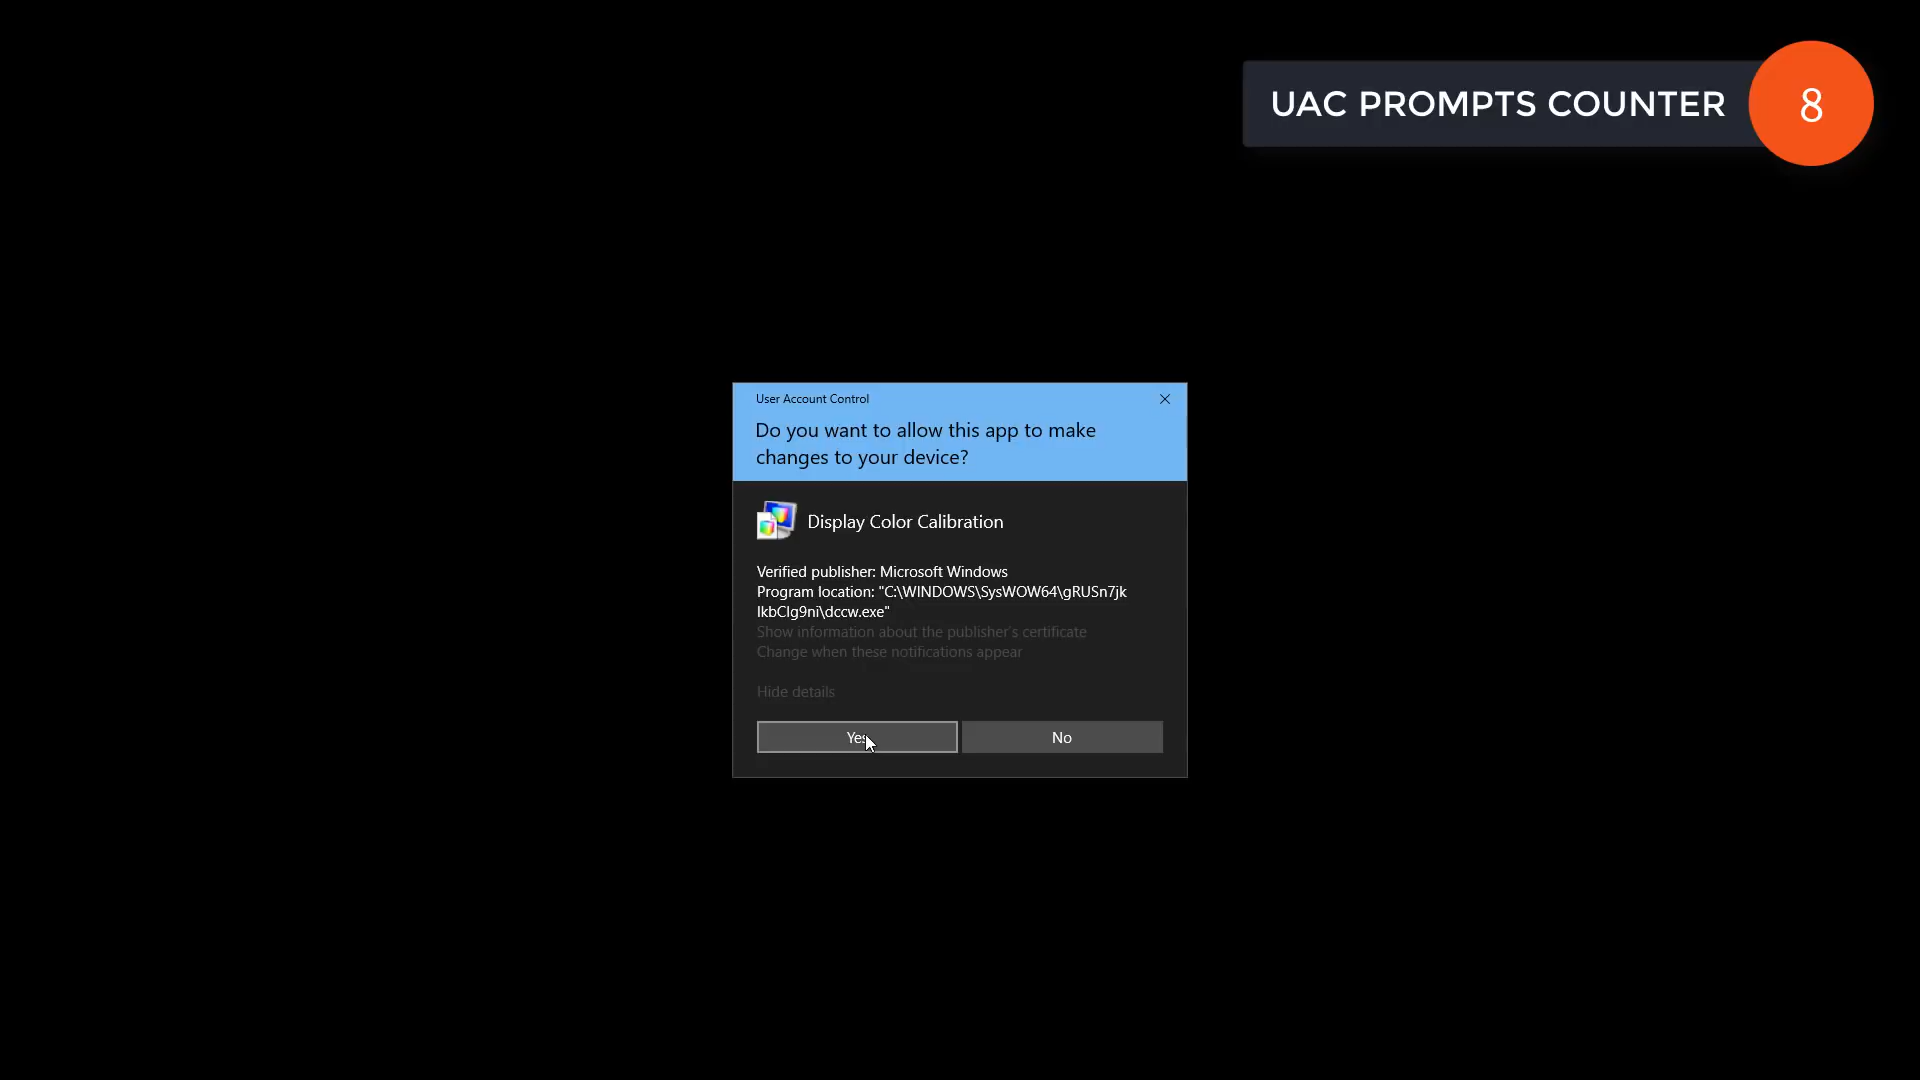 UAC PROMPTS COUNTER 8
User Account Control
Do you want to allow this app to make
changes to your device?
Display Color Calibration
Verified publisher: Microsoft Windows
Program location: "C:\WINDOWS\SysWOW64\gRUSn7jk
IkbCIg9ni\dccw.exe"
Show information about the publisher's certificate
Change when these notifications appear
Hide details
Yes No